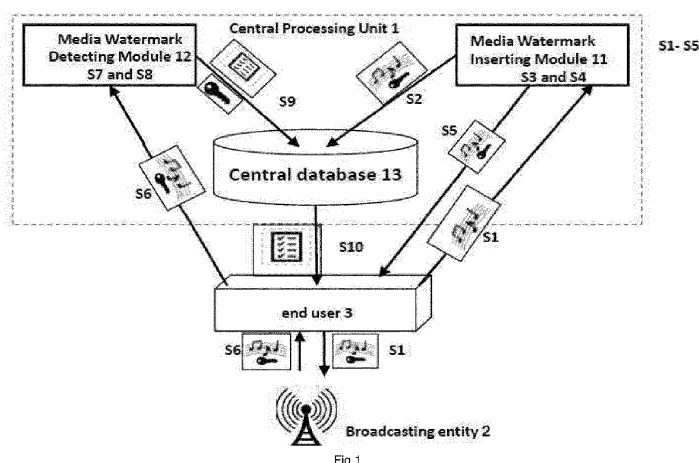 Central Processing Unit 1
Media Watermark
Detecting Module 12
S7 and S8
Media Watermark
Inserting Module 11
S3 and S4
S1- S5
S9
S2
S5
Central database 13
S6
S1
S10
end user 3
S6
S1
Broadcasting entity 2
Fig 1